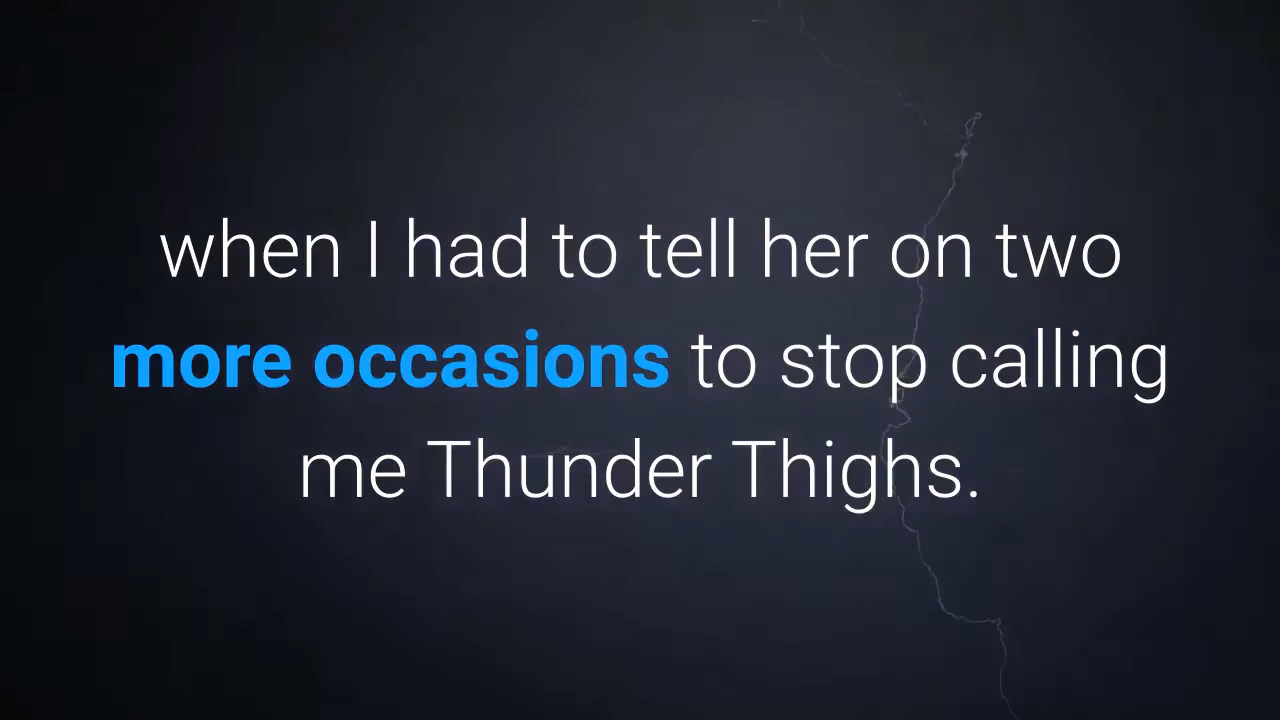 when I had to tell her on two
more occasions to stop calling
me Thunder Thighs.